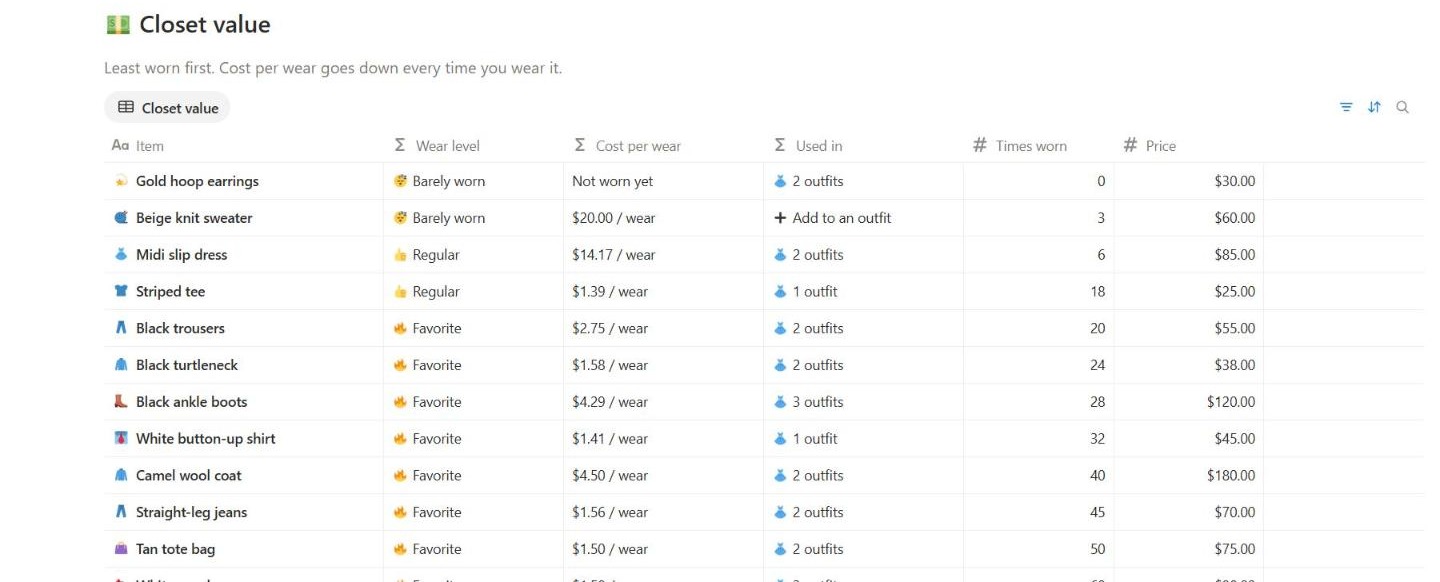 Closet value
Least worn first. Cost per wear goes down every time you wear it.
Closet value
Aa Item Σ Wear level Σ Cost per wear Σ Used in # Times worn # Price
Gold hoop earrings Barely worn Not worn yet 2 outfits 0 $30.00
Beige knit sweater Barely worn $20.00 / wear + Add to an outfit 3 $60.00
Midi slip dress Regular $14.17 / wear 2 outfits 6 $85.00
Striped tee Regular $1.39 / wear 1 outfit 18 $25.00
Black trousers Favorite $2.75 / wear 2 outfits 20 $55.00
Black turtleneck Favorite $1.58 / wear 2 outfits 24 $38.00
Black ankle boots Favorite $4.29 / wear 3 outfits 28 $120.00
White button-up shirt Favorite $1.41 / wear 1 outfit 32 $45.00
Camel wool coat Favorite $4.50 / wear 2 outfits 40 $180.00
Straight-leg jeans Favorite $1.56 / wear 2 outfits 45 $70.00
Tan tote bag Favorite $1.50 / wear 2 outfits 50 $75.00